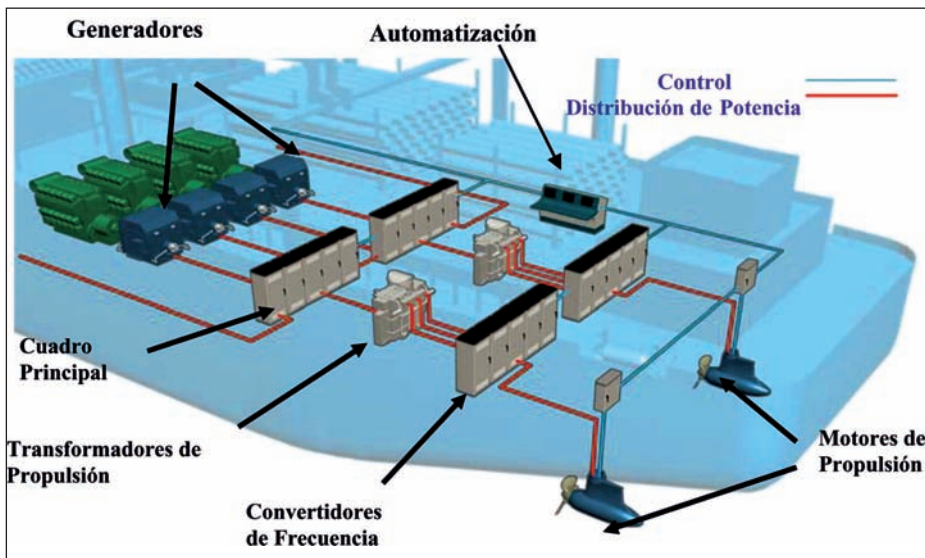 Generadores
Automatización
Control
Distribución de Potencia
Cuadro
Principal
Transformadores de
Propulsión
Convertidores
de Frecuencia
Motores de
Propulsión